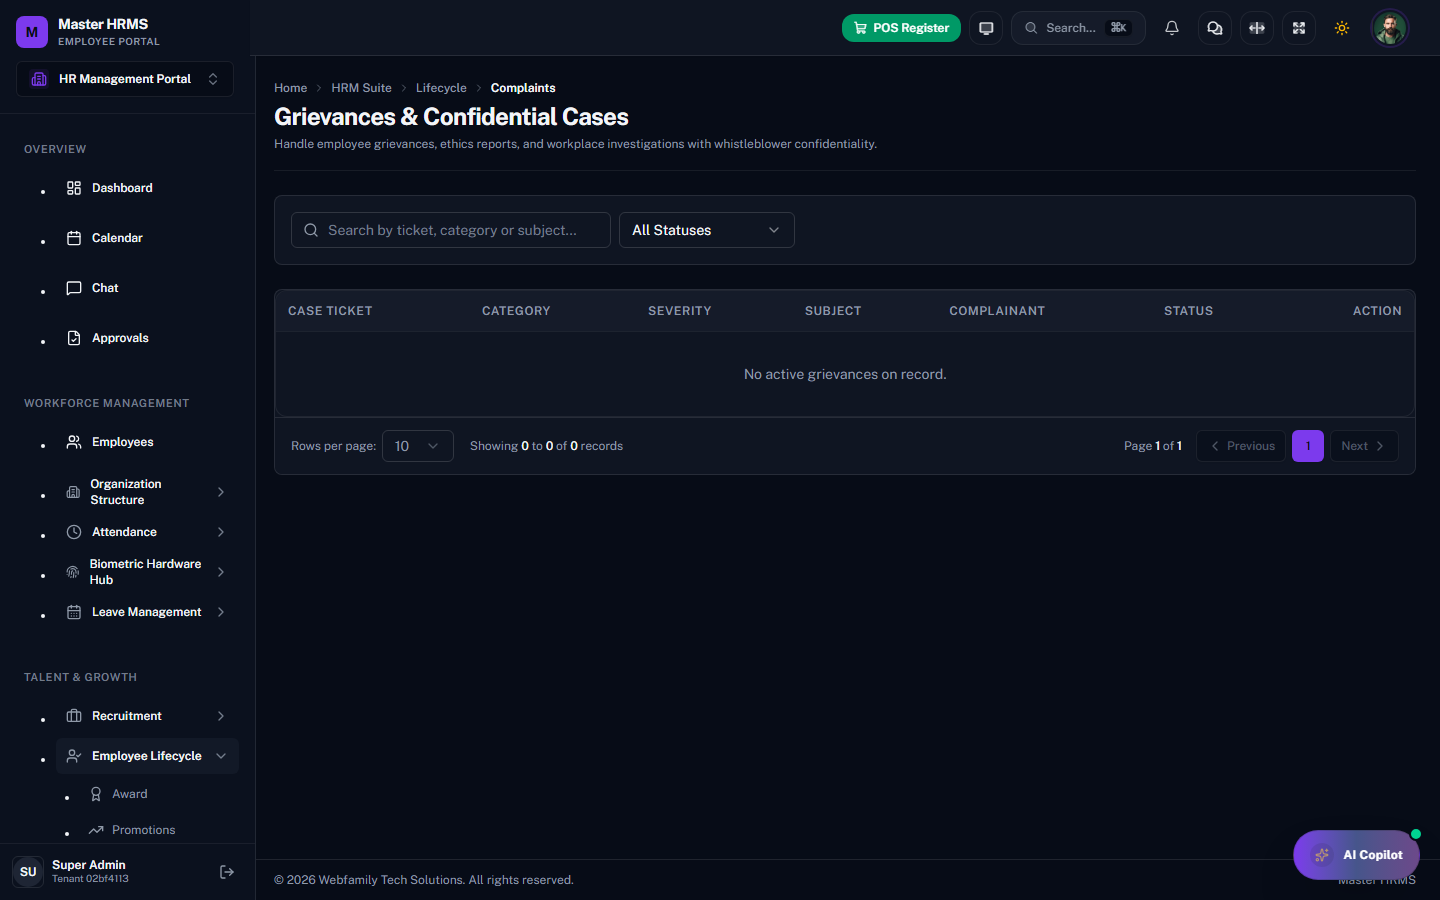 M
Master HRMS
EMPLOYEE PORTAL
HR Management Portal
OVERVIEW
Dashboard
Calendar
Chat
Approvals
WORKFORCE MANAGEMENT
Employees
Organization
Structure
Attendance
Biometric Hardware
Hub
Leave Management
TALENT & GROWTH
Recruitment
Employee Lifecycle
Award
Promotions
SU
Super Admin
Tenant 02bf4113
POS Register
Search...
⌘K
Home
HRM Suite
Lifecycle
Complaints
Grievances & Confidential Cases
Handle employee grievances, ethics reports, and workplace investigations with whistleblower confidentiality.
Search by ticket, category or subject...
All Statuses
CASE TICKET
CATEGORY
SEVERITY
SUBJECT
COMPLAINANT
STATUS
ACTION
No active grievances on record.
Rows per page:
10
Showing 0 to 0 of 0 records
Page 1 of 1
Previous
1
Next
AI Copilot
© 2026 Webfamily Tech Solutions. All rights reserved.
Master HRMS